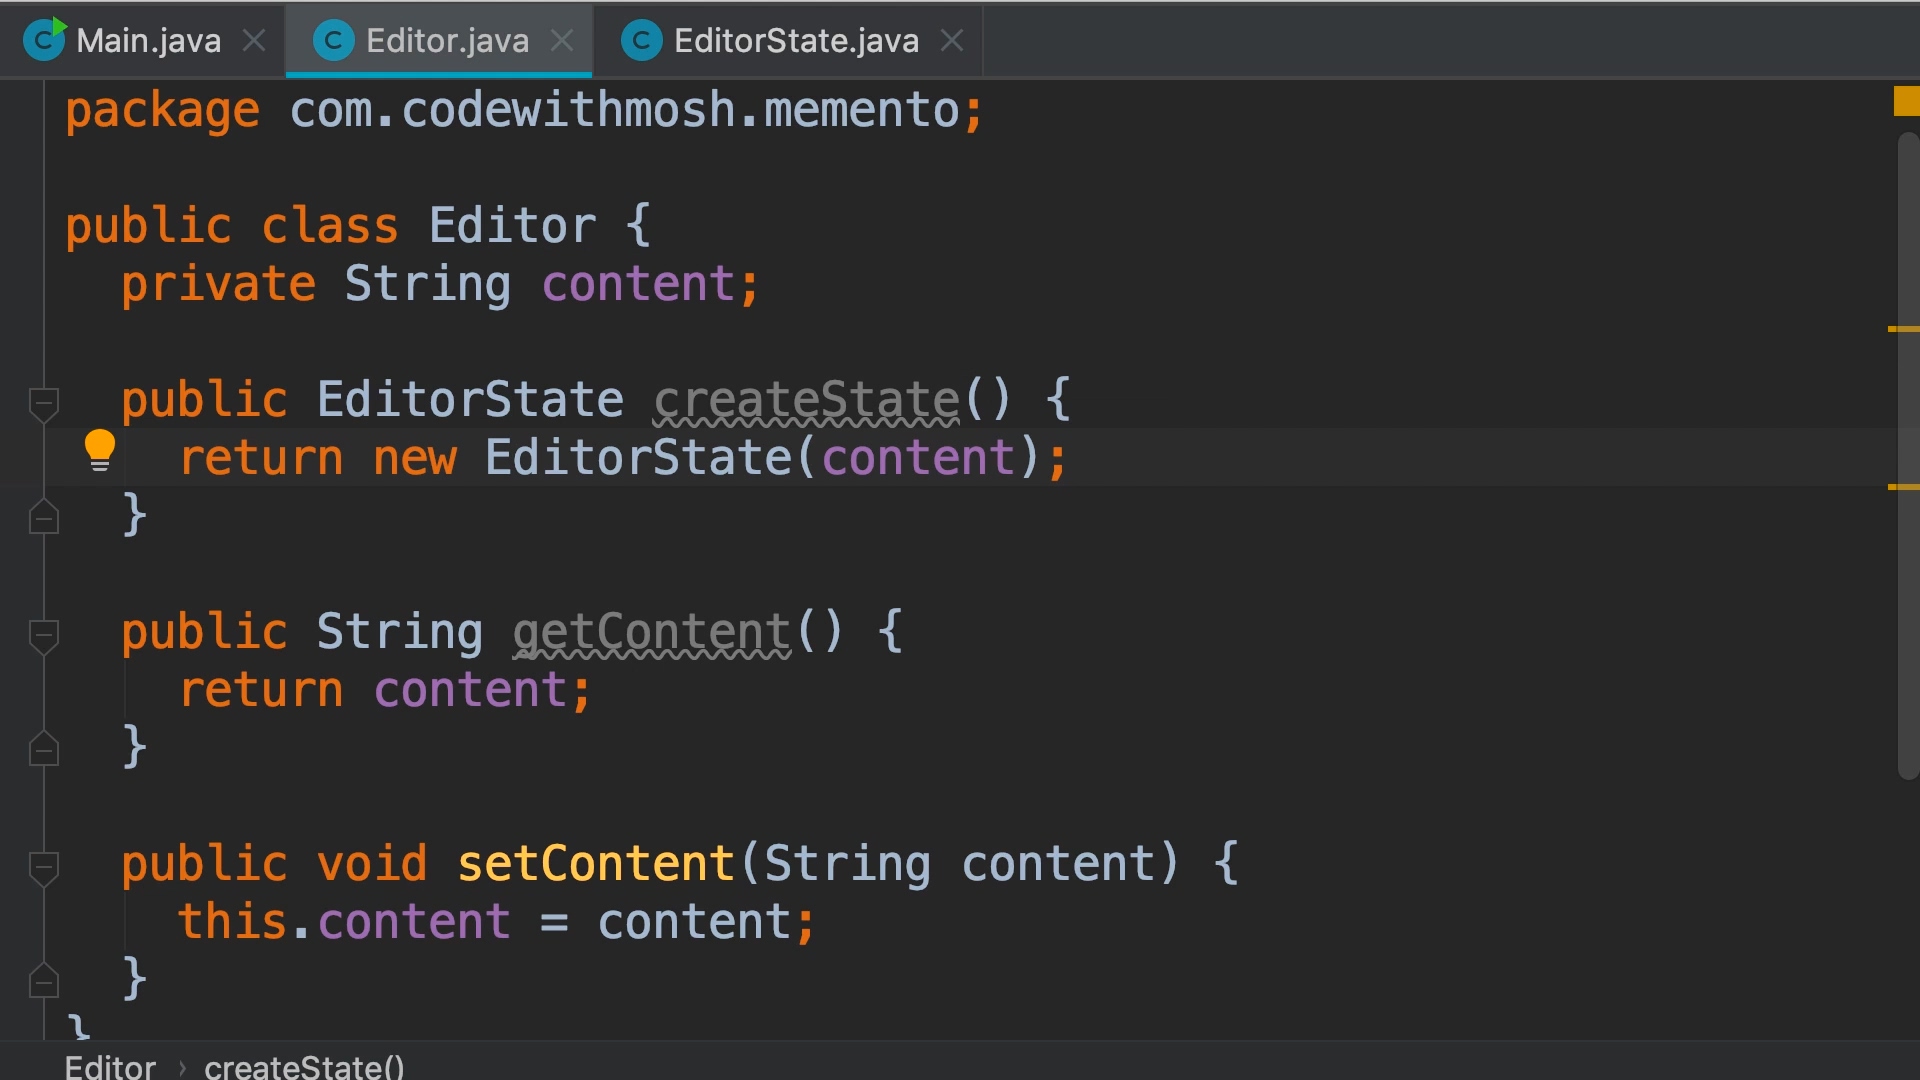 Main.java Editor.java EditorState.java
package com.codewithmosh.memento;
public class Editor {
private String content;
public EditorState createState() {
return new EditorState(content);
}
public String getContent() {
return content;
}
public void setContent(String content) {
this.content = content;
}
}
Editor › createState()